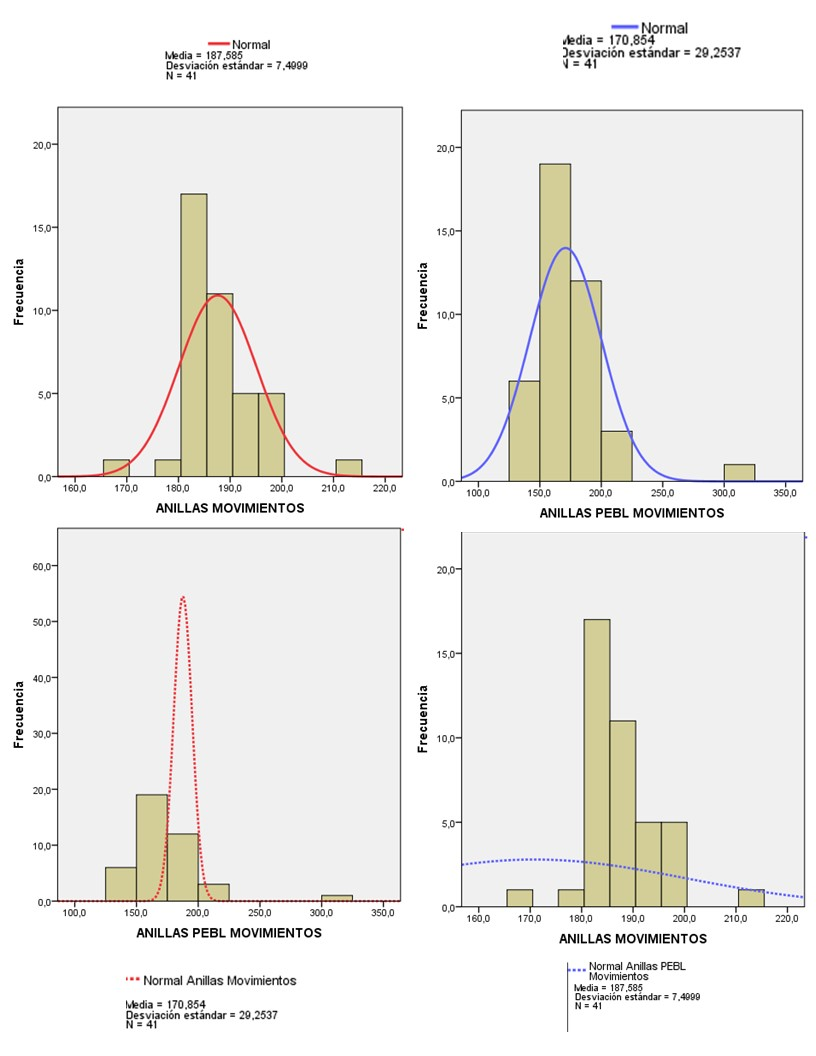 Normal
Media = 187,585
Desviación estándar = 7,4999
N = 41
Frecuencia
20,0
15,0
10,0
5,0
0,0
160,0 170,0 180,0 190,0 200,0 210,0 220,0
ANILLAS MOVIMIENTOS
Normal
Media = 170,854
Desviación estándar = 29,2537
N = 41
Frecuencia
20,0
15,0
10,0
5,0
0,0
100,0 150,0 200,0 250,0 300,0 350,0
ANILLAS PEBL MOVIMIENTOS
Frecuencia
60,0
50,0
40,0
30,0
20,0
10,0
0,0
100,0 150,0 200,0 250,0 300,0 350,0
ANILLAS PEBL MOVIMIENTOS
Normal Anillas Movimientos
Media = 170,854
Desviación estándar = 29,2537
N = 41
Frecuencia
20,0
15,0
10,0
5,0
0,0
160,0 170,0 180,0 190,0 200,0 210,0 220,0
ANILLAS MOVIMIENTOS
Normal Anillas PEBL
Movimientos
Media = 187,585
Desviación estándar = 7,4999
N = 41